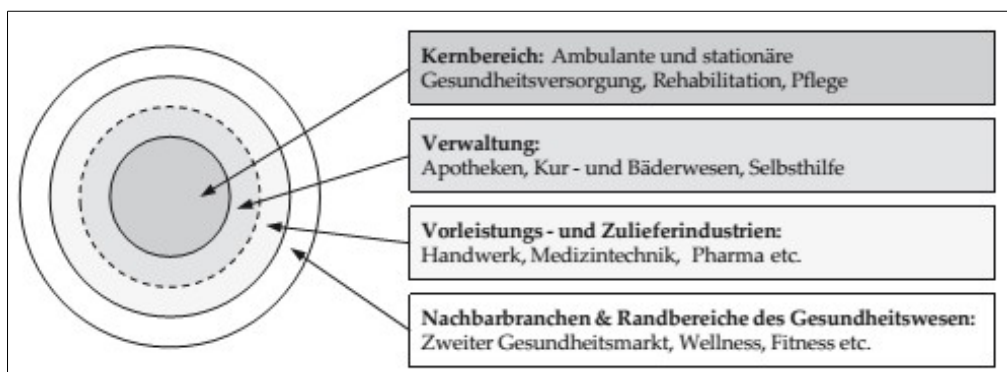 Kernbereich: Ambulante und stationäre
Gesundheitsversorgung, Rehabilitation, Pflege
Verwaltung:
Apotheken, Kur - und Bäderwesen, Selbsthilfe
Vorleistungs - und Zulieferindustrien:
Handwerk, Medizintechnik, Pharma etc.
Nachbarbranchen & Randbereiche des Gesundheitswesen:
Zweiter Gesundheitsmarkt, Wellness, Fitness etc.